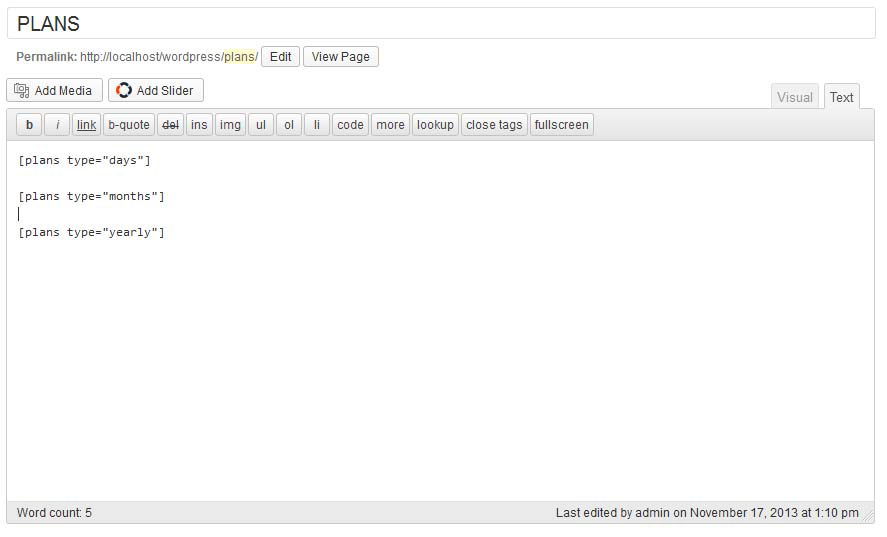 PLANS
Permalink: http://localhost/wordpress/plans/ Edit View Page
Add Media Add Slider
Visual Text
b i link b-quote del ins img ul ol li code more lookup close tags fullscreen
[plans type="days"]
[plans type="months"]
[plans type="yearly"]
Word count: 5 Last edited by admin on November 17, 2013 at 1:10 pm